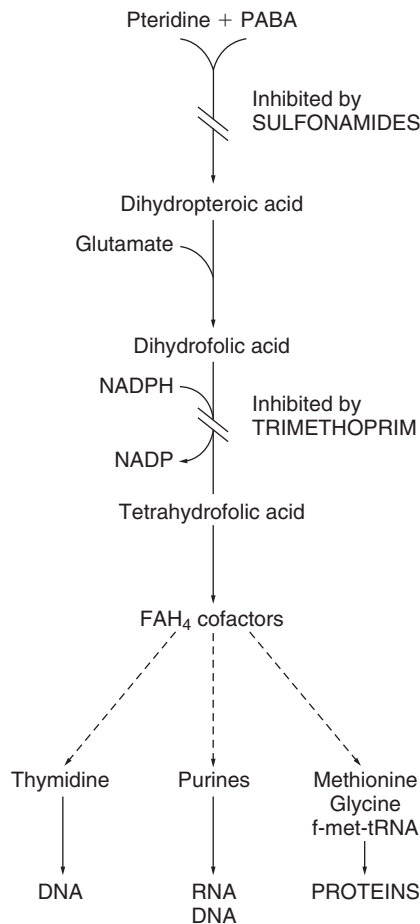 Pteridine + PABA
Inhibited by
SULFONAMIDES
Dihydropteroic acid
Glutamate
Dihydrofolic acid
NADPH
Inhibited by
TRIMETHOPRIM
NADP
Tetrahydrofolic acid
FAH₄ cofactors
Thymidine
Purines
Methionine
Glycine
f-met-tRNA
DNA
RNA
DNA
PROTEINS